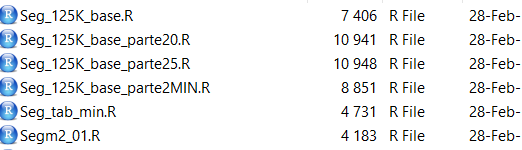 Seg_125K_base.R 7 406 R File 28-Feb-
Seg_125K_base_parte20.R 10 941 R File 28-Feb-
Seg_125K_base_parte25.R 10 948 R File 28-Feb-
Seg_125K_base_parte2MIN.R 8 851 R File 28-Feb-
Seg_tab_min.R 4 731 R File 28-Feb-
Segm2_01.R 4 183 R File 28-Feb-